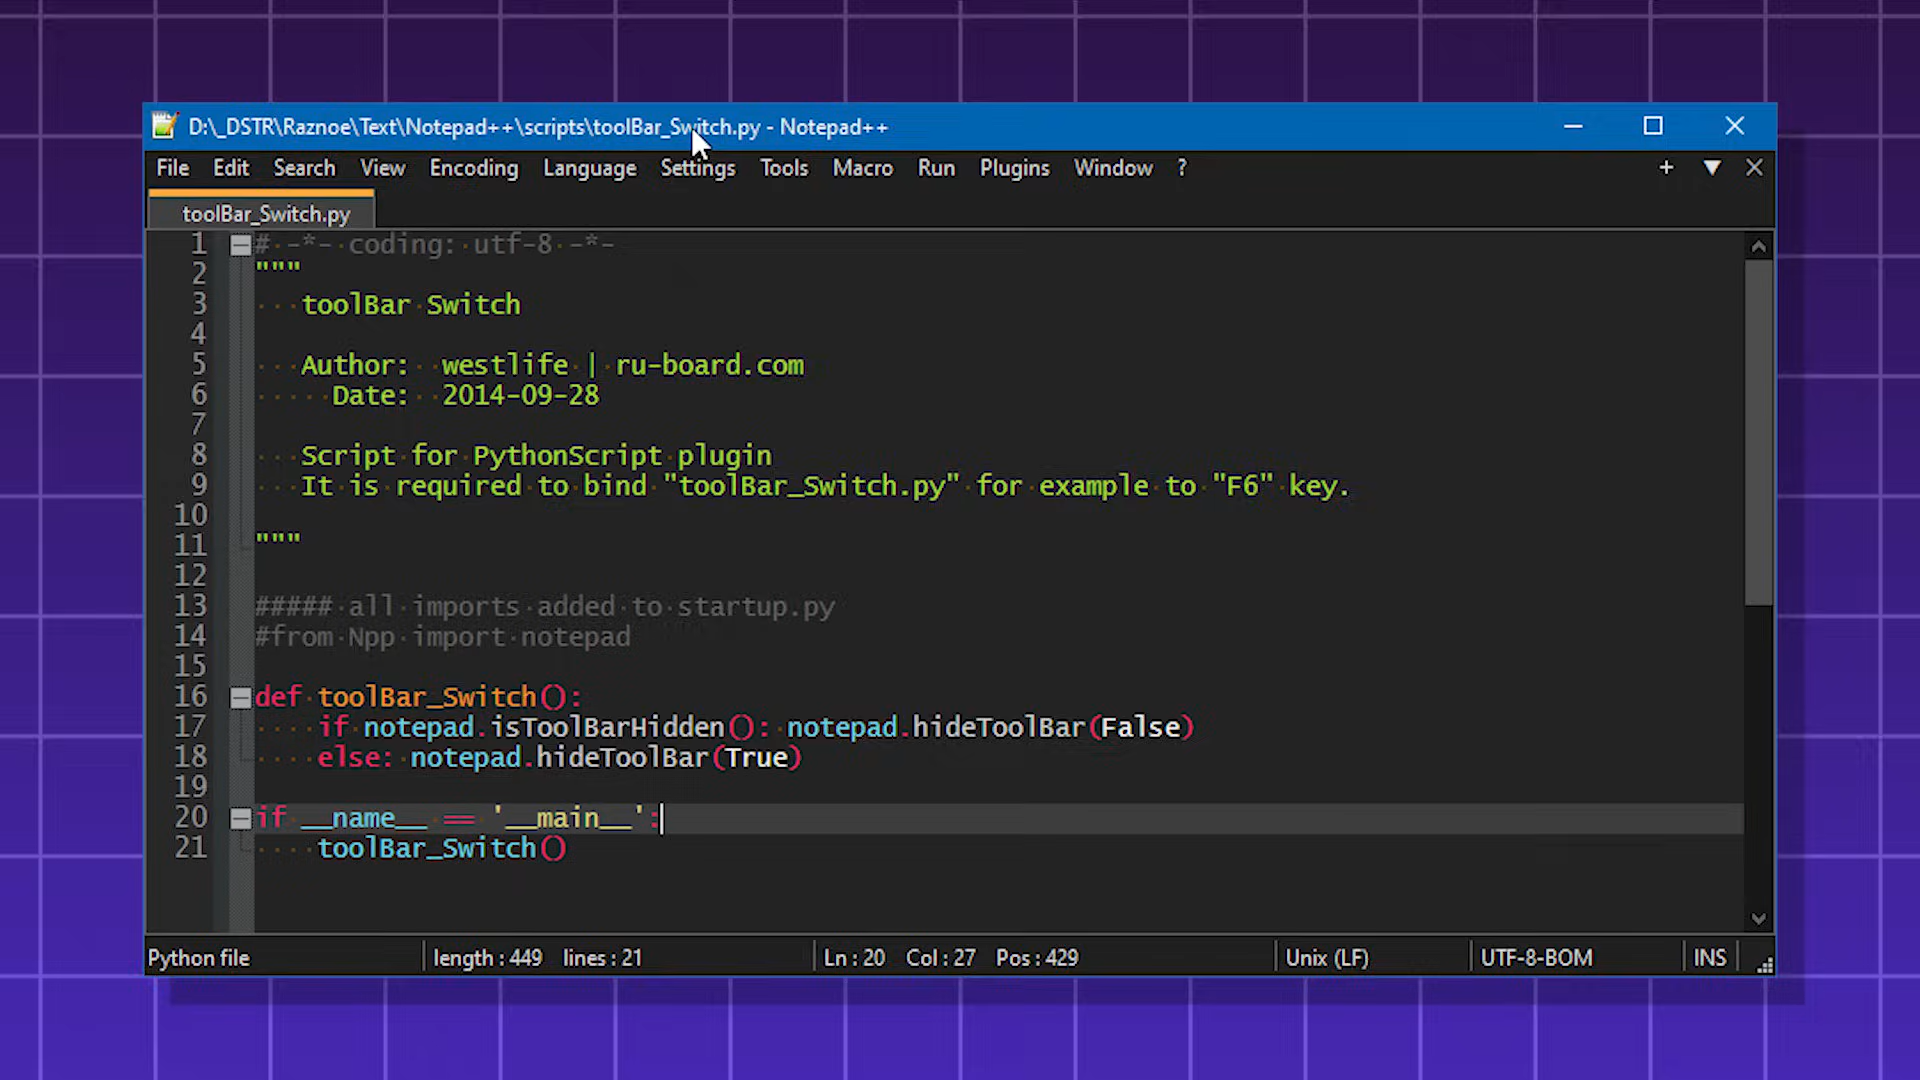 D:\_DSTR\Raznoe\Text\Notepad++\scripts\toolBar_Switch.py - Notepad++
File Edit Search View Encoding Language Settings Tools Macro Run Plugins Window ?
toolBar_Switch.py
1 # -*- coding: utf-8 -*-
2 """
3 toolBar Switch
4
5 Author: westlife | ru-board.com
6 Date: 2014-09-28
7
8 Script for PythonScript plugin
9 It is required to bind "toolBar_Switch.py" for example to "F6" key.
10
11 """
12
13 ##### all imports added to startup.py
14 #from Npp import notepad
15
16 def toolBar_Switch():
17 if notepad.isToolBarHidden(): notepad.hideToolBar(False)
18 else: notepad.hideToolBar(True)
19
20 if __name__ == '__main__':
21 toolBar_Switch()
Python file length : 449 lines : 21 Ln : 20 Col : 27 Pos : 429 Unix (LF) UTF-8-BOM INS